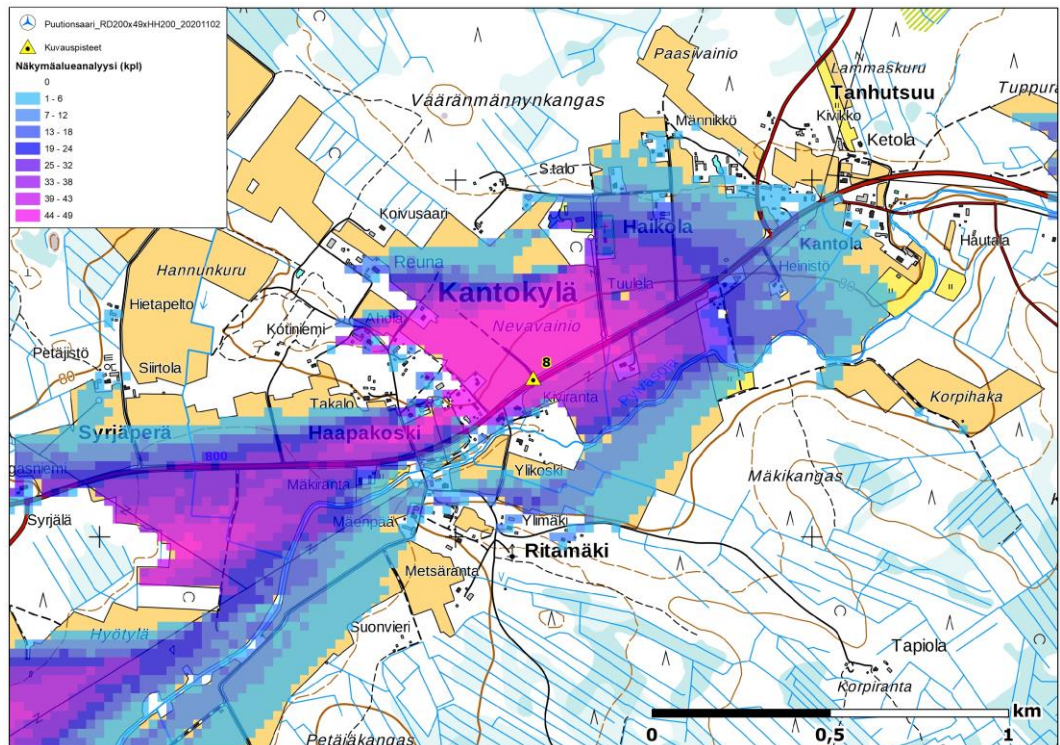 Puutionsaari_RD200x49xHH200_20201102
Kuvauspisteet
Näkymäalueanalyysi (kpl)
0
1 - 6
7 - 12
13 - 18
19 - 24
25 - 32
33 - 38
39 - 43
44 - 49
Paasivainio
Lammaskuru
Tanhutsuu
Tuppura
Vääränmännynkangas
Männikkö
Kivikko
Ketola
S.talo
Koivusaari
Haikola
Kantola
Hautala
Reuna
Heinistö
Hannunkuru
Kantokylä
Tuulela
80
Hietapelto
Nevavainio
Kotiniemi
Ahola
Petäjistö
8
80
Siirtola
Kiviranta
Korpihaka
Takalo
Syrjäperä
Haapakoski
800
Ylikoski
Mäkikangas
Mäkiranta
Syrjälä
Mäenpää
Ylimäki
Ritamäki
Metsäranta
Suonvieri
Hyötylä
Tapiola
Korpiranta
km
Petäjäkangas
0
0,5
1